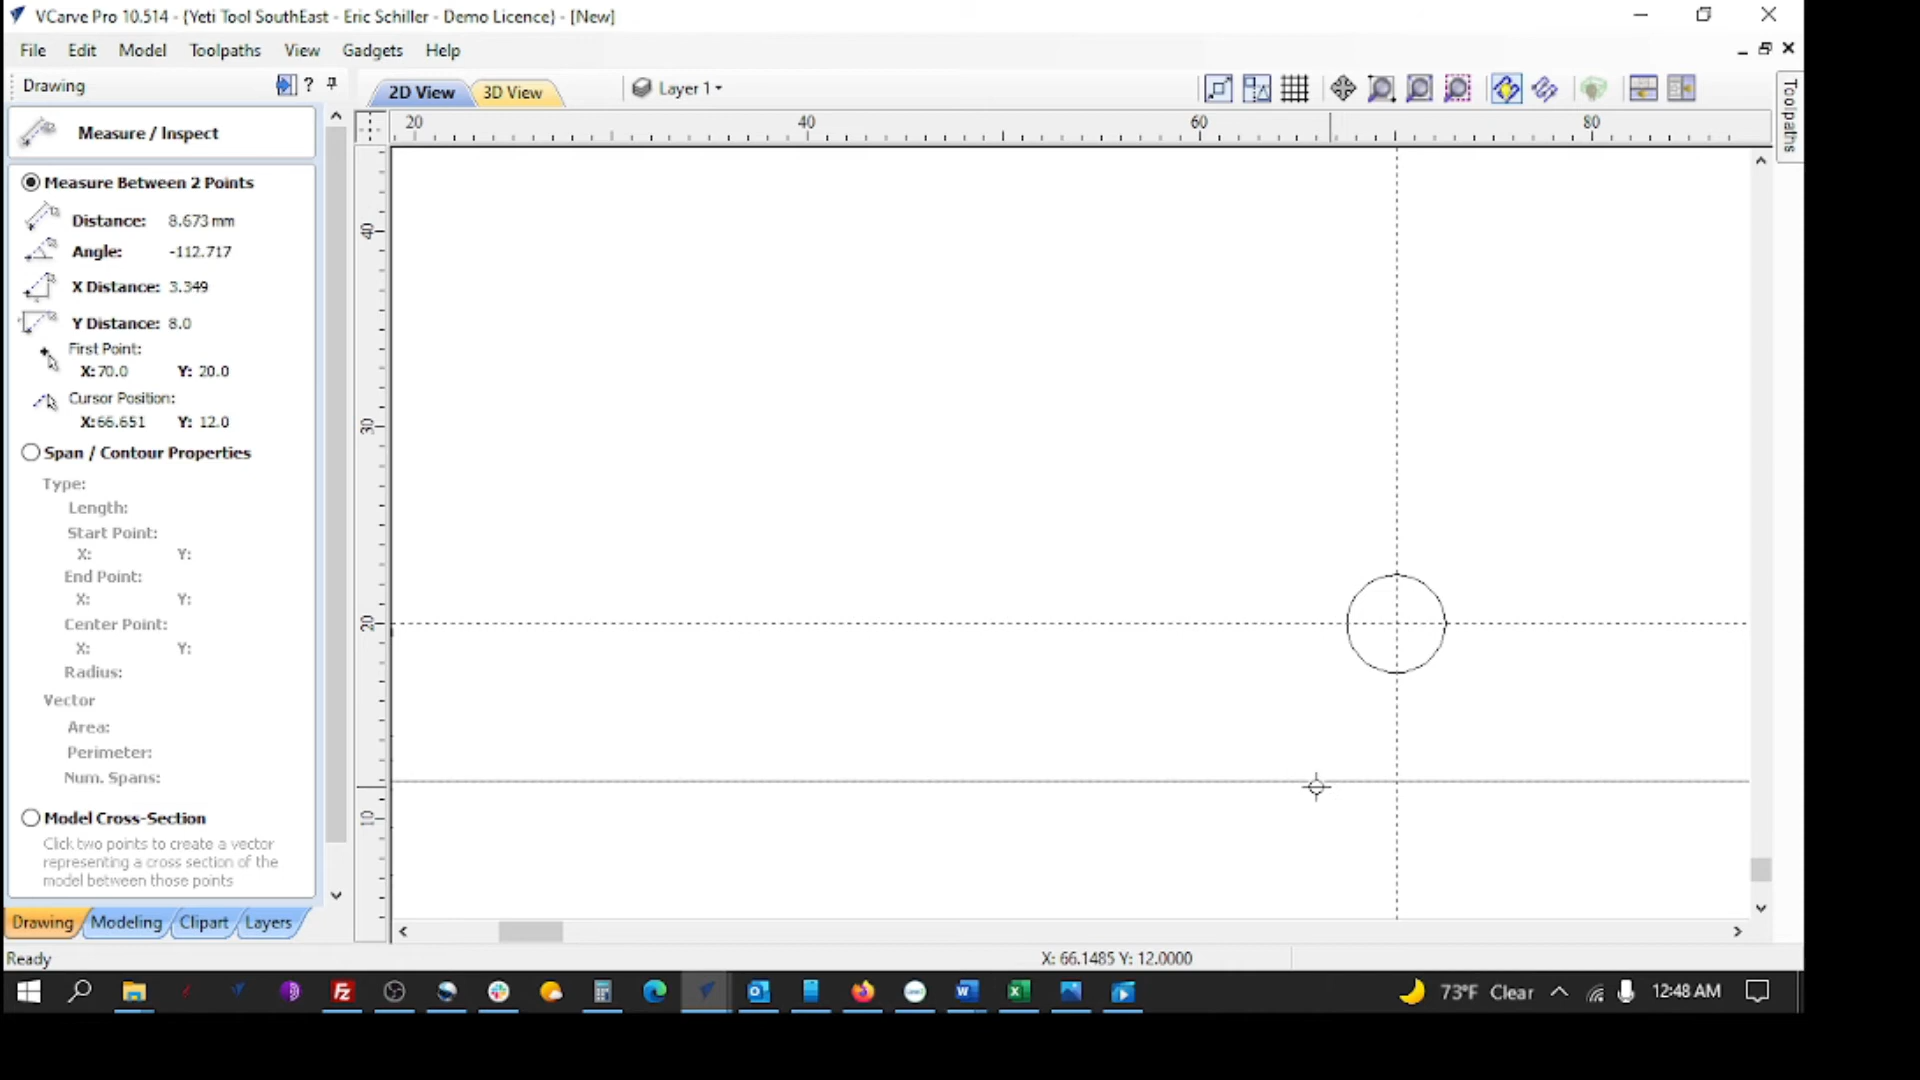 VCarve Pro 10.514 - {Yeti Tool SouthEast - Eric Schiller - Demo Licence} - [New]
File Edit Model Toolpaths View Gadgets Help
Drawing ?
2D View 3D View Layer 1
Toolpaths
20 40 60 80
40
30
20
10
Measure / Inspect
Measure Between 2 Points
Distance: 8.673 mm
Angle: -112.717
X Distance: 3.349
Y Distance: 8.0
First Point:
X: 70.0 Y: 20.0
Cursor Position:
X: 66.651 Y: 12.0
Span / Contour Properties
Type:
Length:
Start Point:
X: Y:
End Point:
X: Y:
Center Point:
X: Y:
Radius:
Vector
Area:
Perimeter:
Num. Spans:
Model Cross-Section
Click two points to create a vector
representing a cross section of the
model between those points
Drawing Modeling Clipart Layers
Ready X: 66.1485 Y: 12.0000
73°F Clear 12:48 AM